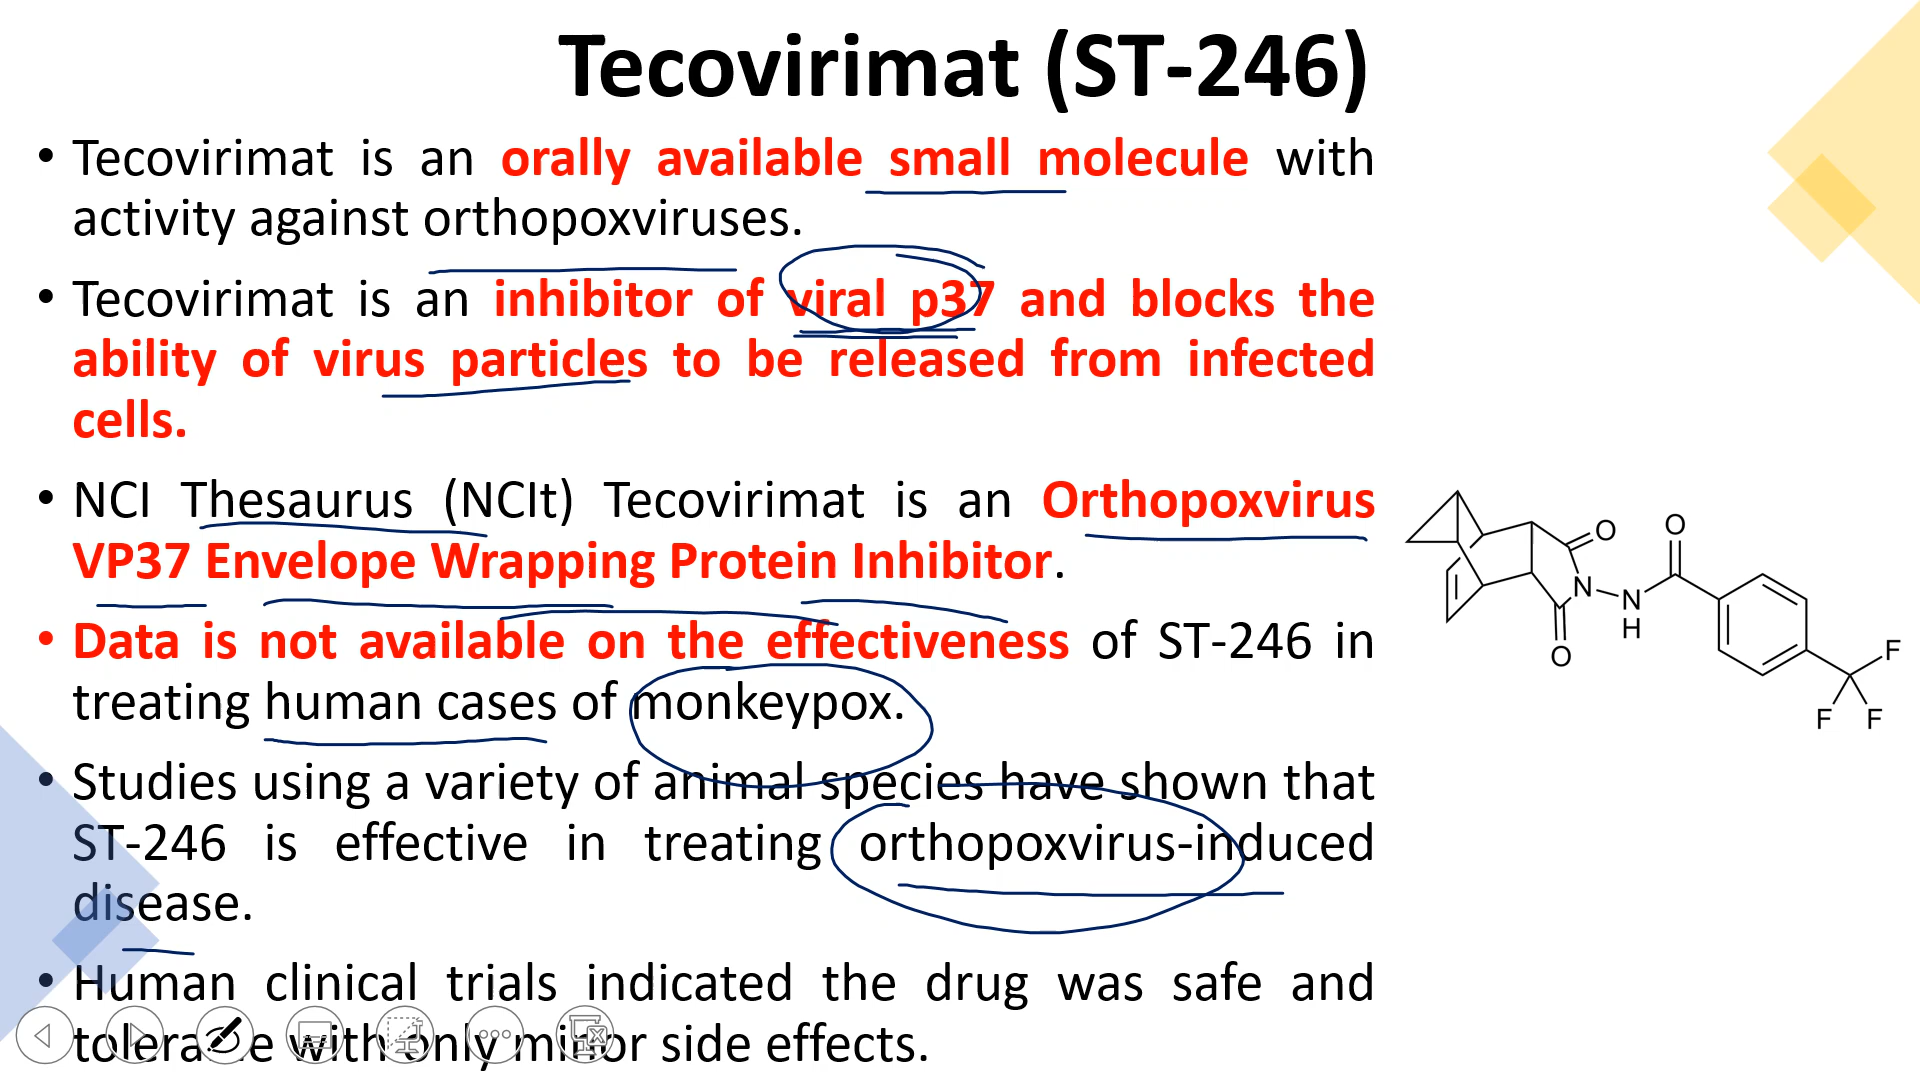 Tecovirimat (ST-246)
• Tecovirimat is an orally available small molecule with
activity against orthopoxviruses.
• Tecovirimat is an inhibitor of viral p37 and blocks the
ability of virus particles to be released from infected
cells.
• NCI Thesaurus (NCIt) Tecovirimat is an Orthopoxvirus
VP37 Envelope Wrapping Protein Inhibitor.
• Data is not available on the effectiveness of ST-246 in
treating human cases of monkeypox.
• Studies using a variety of animal species have shown that
ST-246 is effective in treating orthopoxvirus-induced
disease.
• Human clinical trials indicated the drug was safe and
with only minor side effects.
O
O
N
N
H
O
F
F
F